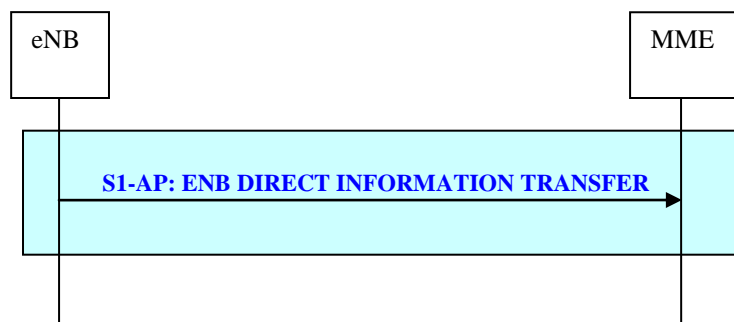 eNB
MME
S1-AP: ENB DIRECT INFORMATION TRANSFER